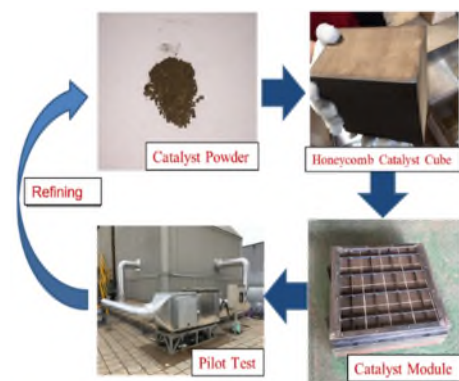 Catalyst Powder
Honeycomb Catalyst Cube
Refining
Pilot Test
Catalyst Module